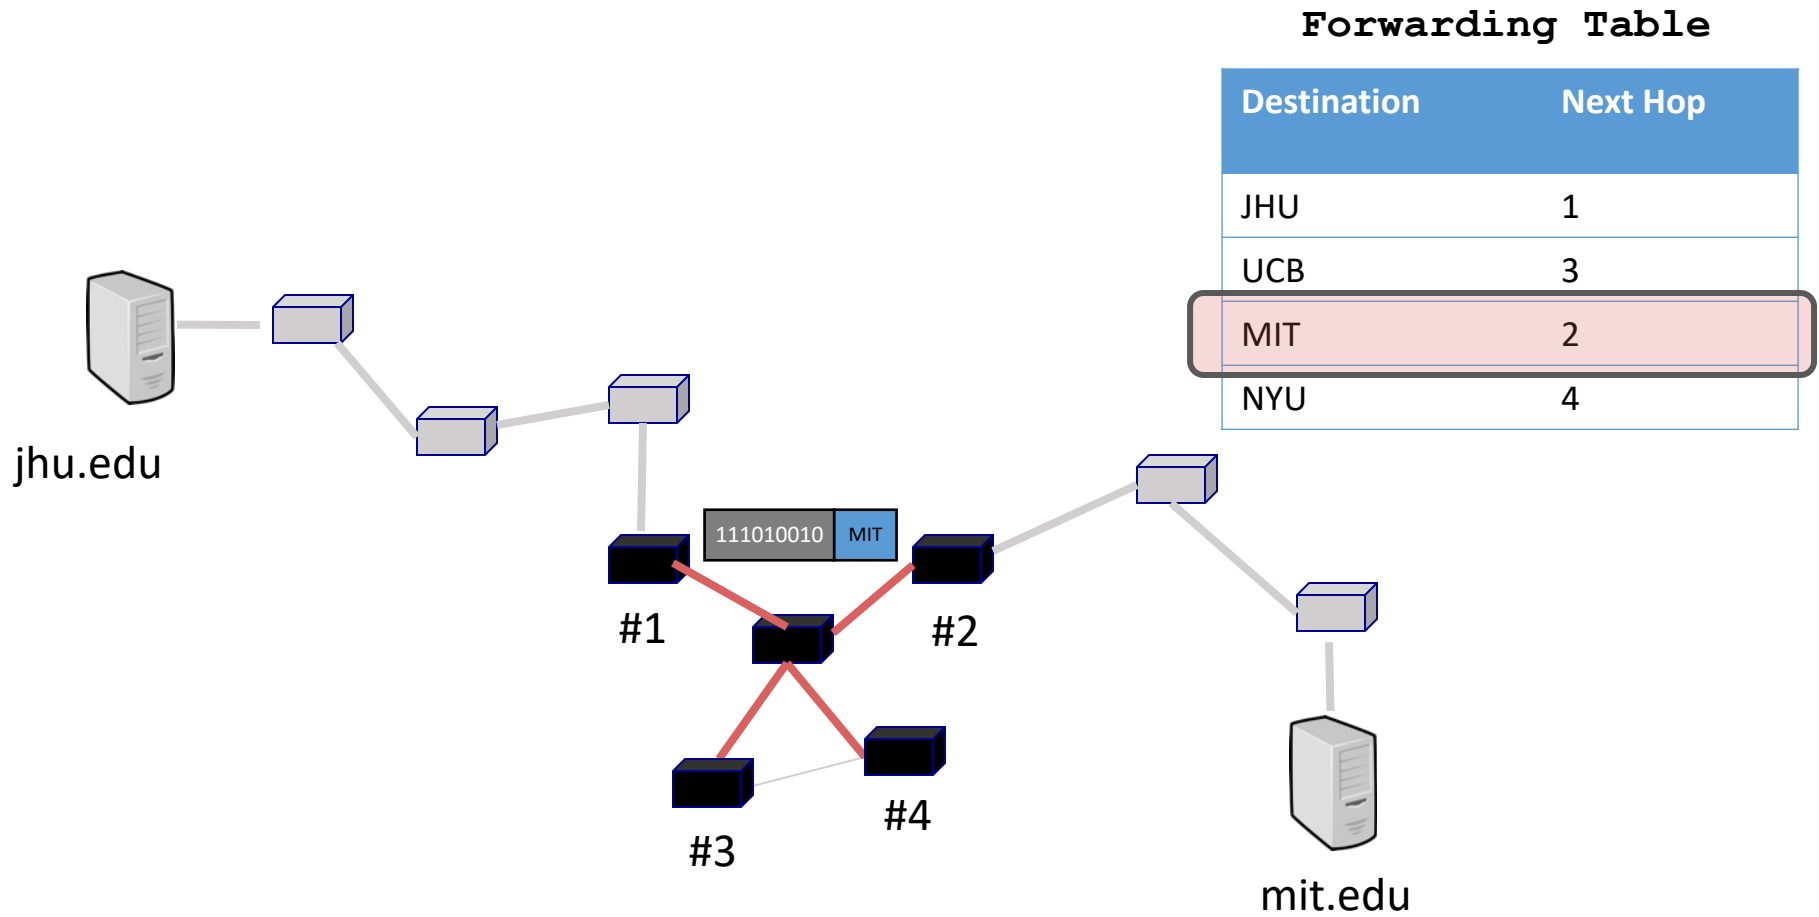 Forwarding Table
Destination Next Hop
JHU 1
UCB 3
MIT 2
NYU 4
jhu.edu
111010010 MIT
#1
#2
#4
#3
mit.edu